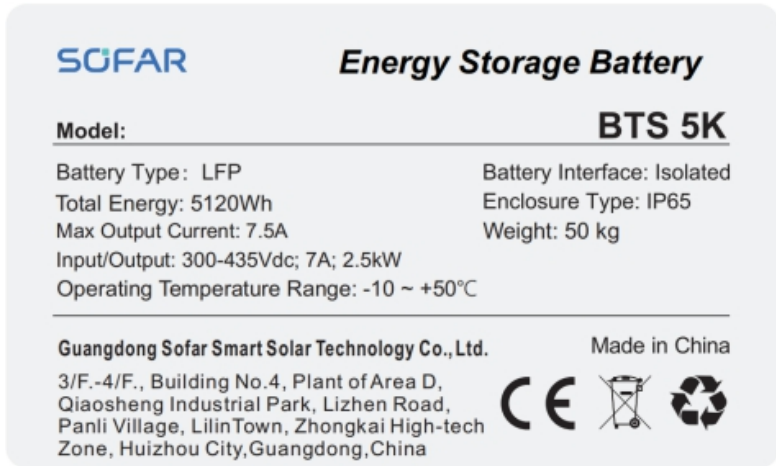 SOFAR
Energy Storage Battery
Model:
BTS 5K
Battery Type: LFP
Total Energy: 5120Wh
Max Output Current: 7.5A
Input/Output: 300-435Vdc; 7A; 2.5kW
Operating Temperature Range: -10 ~ +50℃
Battery Interface: Isolated
Enclosure Type: IP65
Weight: 50 kg
Guangdong Sofar Smart Solar Technology Co., Ltd.
3/F.-4/F., Building No.4, Plant of Area D,
Qiaosheng Industrial Park, Lizhen Road,
Panli Village, LilinTown, Zhongkai High-tech
Zone, Huizhou City,Guangdong,China
Made in China
CE